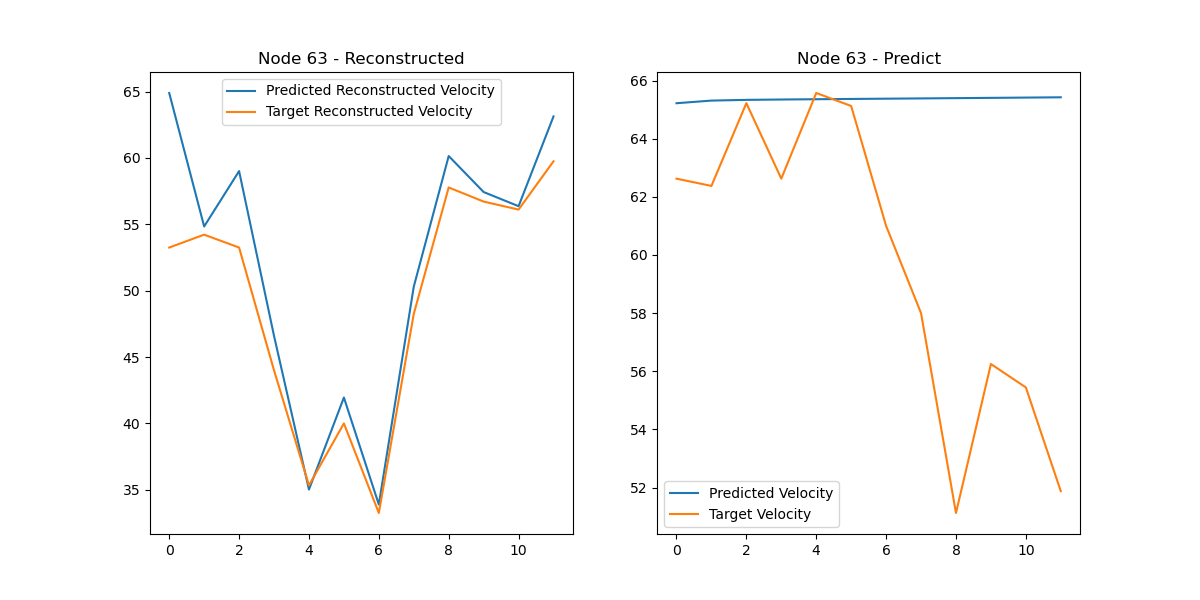 Node 63 - Reconstructed
Predicted Reconstructed Velocity
Target Reconstructed Velocity
65
60
55
50
45
40
35
0 2 4 6 8 10
Node 63 - Predict
66
64
62
60
58
56
54
52
Predicted Velocity
Target Velocity
0 2 4 6 8 10